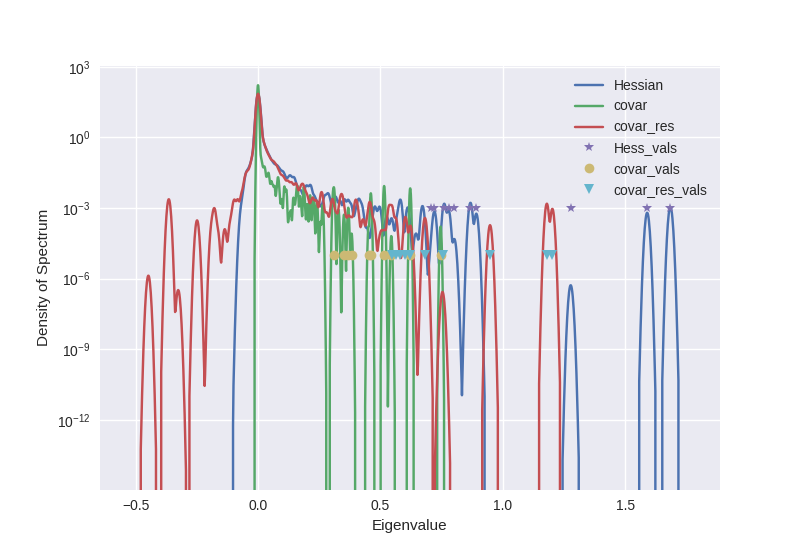 10^3
10^0
10^−3
10^−6
10^−9
10^−12
Density of Spectrum
Hessian
covar
covar_res
Hess_vals
covar_vals
covar_res_vals
−0.5 0.0 0.5 1.0 1.5
Eigenvalue